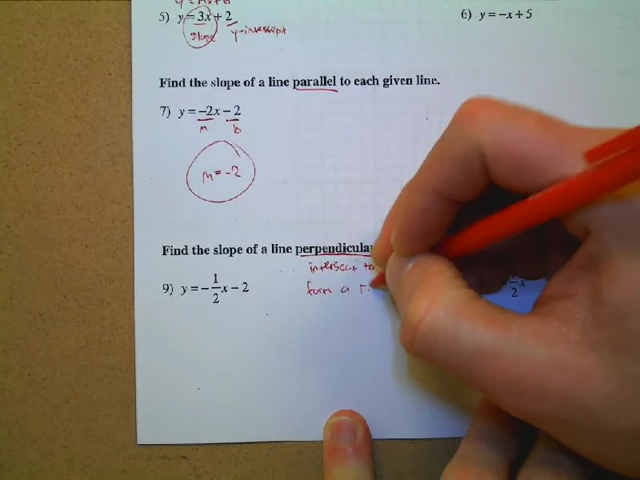 5) y = 3x + 2
slope y-intercept
6) y = −x + 5
Find the slope of a line parallel to each given line.
7) y = −2x − 2
m b
m = −2
Find the slope of a line perpendicular
intersect to
9) y = −1/2x − 2
form a ri